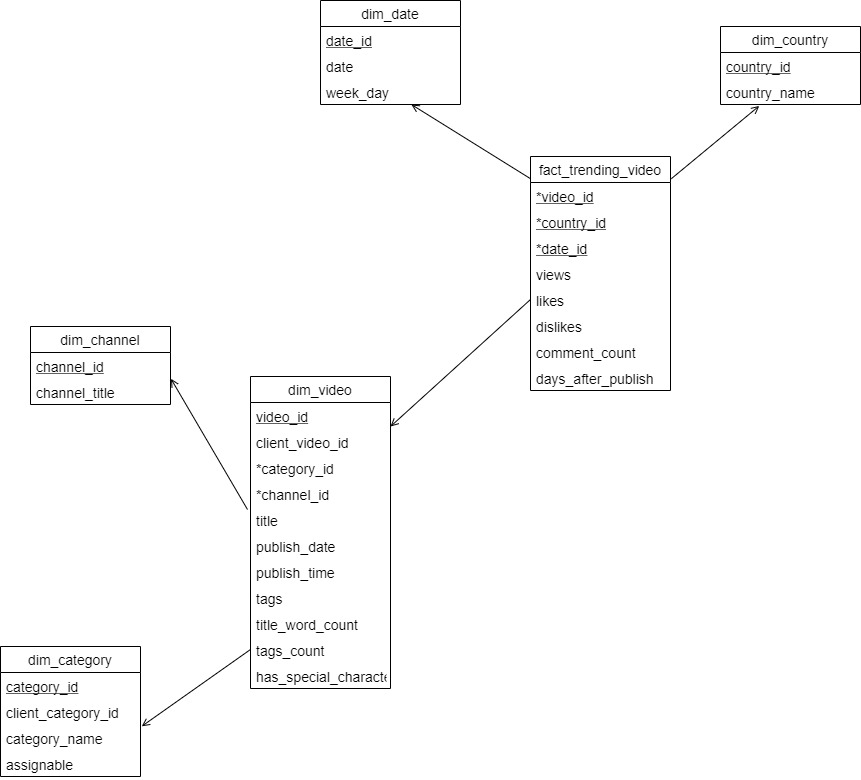 dim_date
date_id
date
week_day
dim_country
country_id
country_name
fact_trending_video
*video_id
*country_id
*date_id
views
likes
dislikes
comment_count
days_after_publish
dim_channel
channel_id
channel_title
dim_video
video_id
client_video_id
*category_id
*channel_id
title
publish_date
publish_time
tags
title_word_count
tags_count
has_special_characte
dim_category
category_id
client_category_id
category_name
assignable